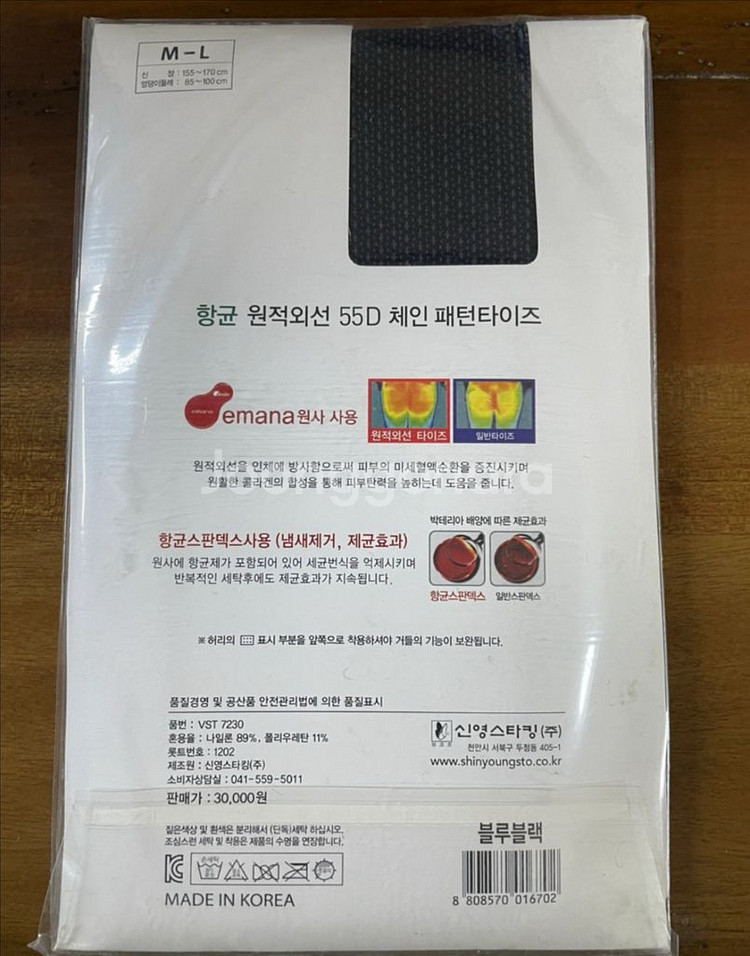 M-L
신 장 : 155~170cm
엉덩이둘레 : 85~100cm
항균 원적외선 55D 체인 패턴타이즈
emana 원사 사용
원적외선 타이즈
일반타이즈
원적외선을 인체에 방사함으로써 피부의 미세혈액순환을 증진시키며
원활한 콜라겐의 합성을 통해 피부탄력을 높히는데 도움을 줍니다.
박테리아 배양에 따른 제균효과
항균스판덱스사용 (냄새제거, 제균효과)
원사에 항균제가 포함되어 있어 세균번식을 억제시키며
반복적인 세탁후에도 제균효과가 지속됩니다.
항균스판덱스
일반스판덱스
※ 허리의 표시 부분을 앞쪽으로 착용하셔야 거들의 기능이 보완됩니다.
품질경영 및 공산품 안전관리법에 의한 품질표시
품번 : VST 7230
혼용율 : 나일론 89%, 폴리우레탄 11%
롯트번호 : 1202
제조원 : 신영스타킹(주)
소비자상담실 : 041-559-5011
판매가 : 30,000원
신영스타킹(주)
천안시 서북구 두정동 405-1
www.shinyoungsto.co.kr
짙은색상 및 흰색은 분리해서 (단독)세탁 하십시오.
조심스런 세탁 및 착용은 제품의 수명을 연장합니다.
손세탁
MADE IN KOREA
블루블랙
8 808570 016702